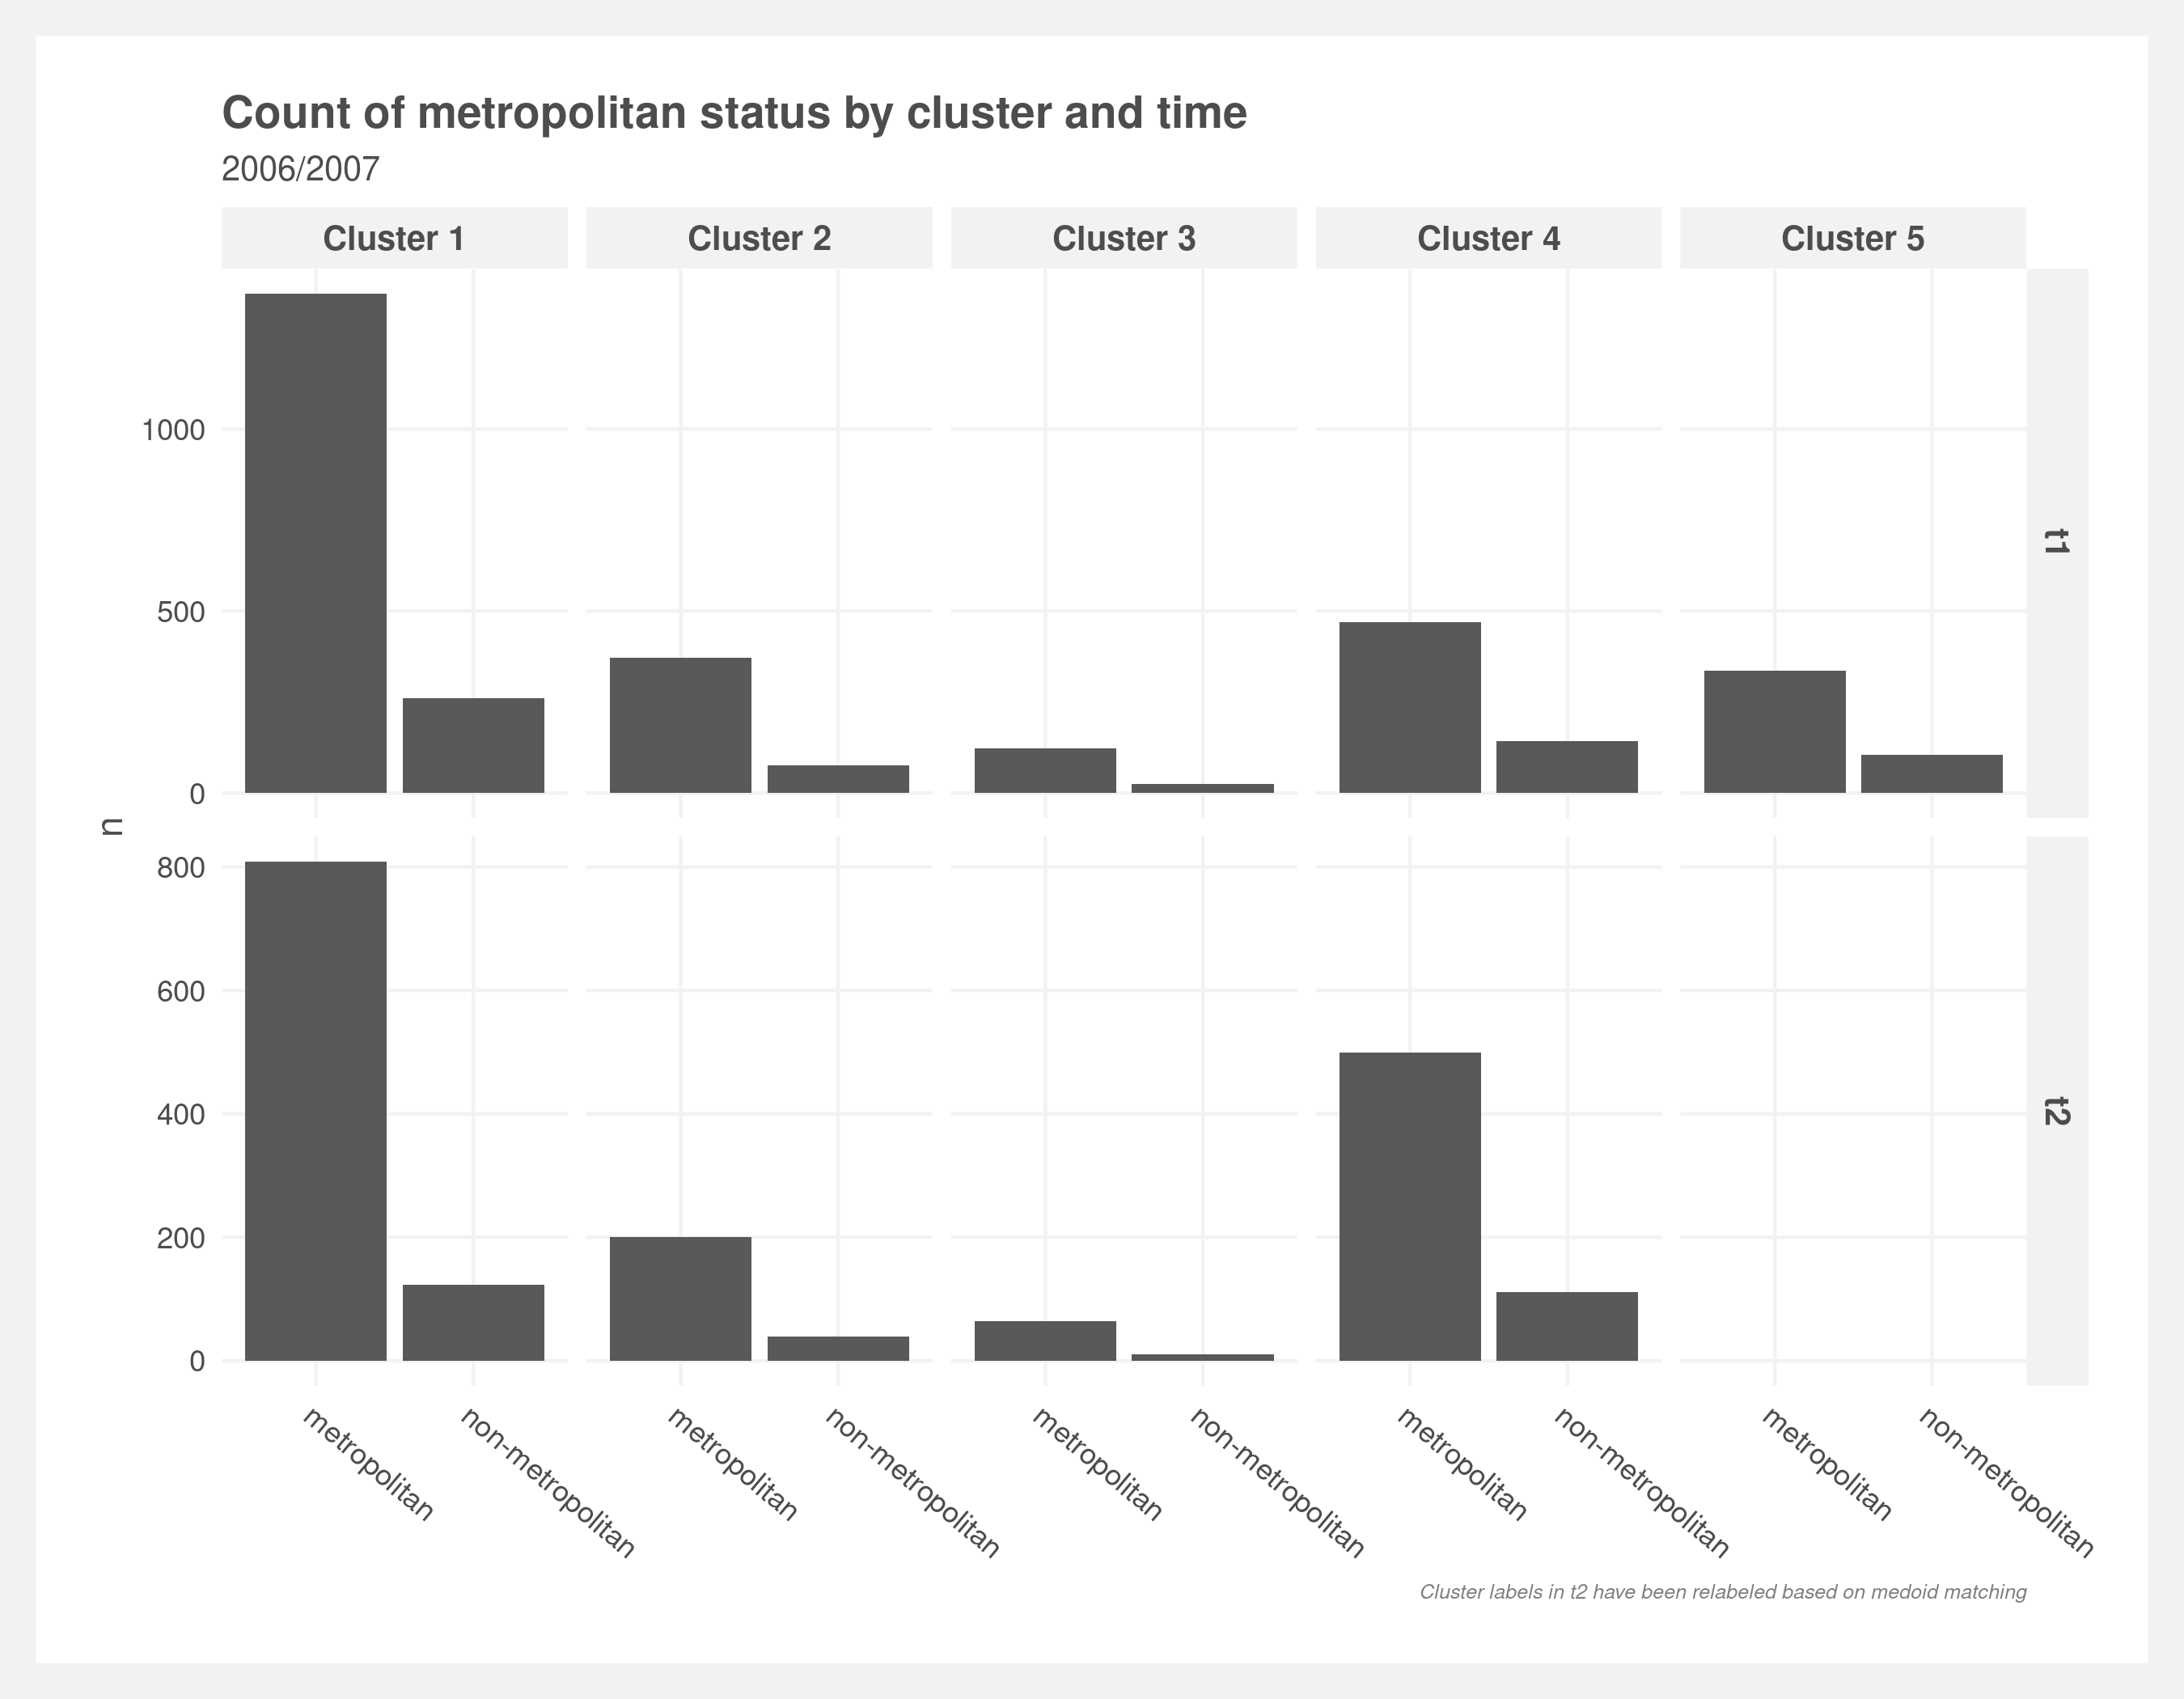 Count of metropolitan status by cluster and time
2006/2007
Cluster 1
Cluster 2
Cluster 3
Cluster 4
Cluster 5
1000
500
0
t1
n
800
600
400
200
0
t2
metropolitan
non-metropolitan
metropolitan
non-metropolitan
metropolitan
non-metropolitan
metropolitan
non-metropolitan
metropolitan
non-metropolitan
Cluster labels in t2 have been relabeled based on medoid matching